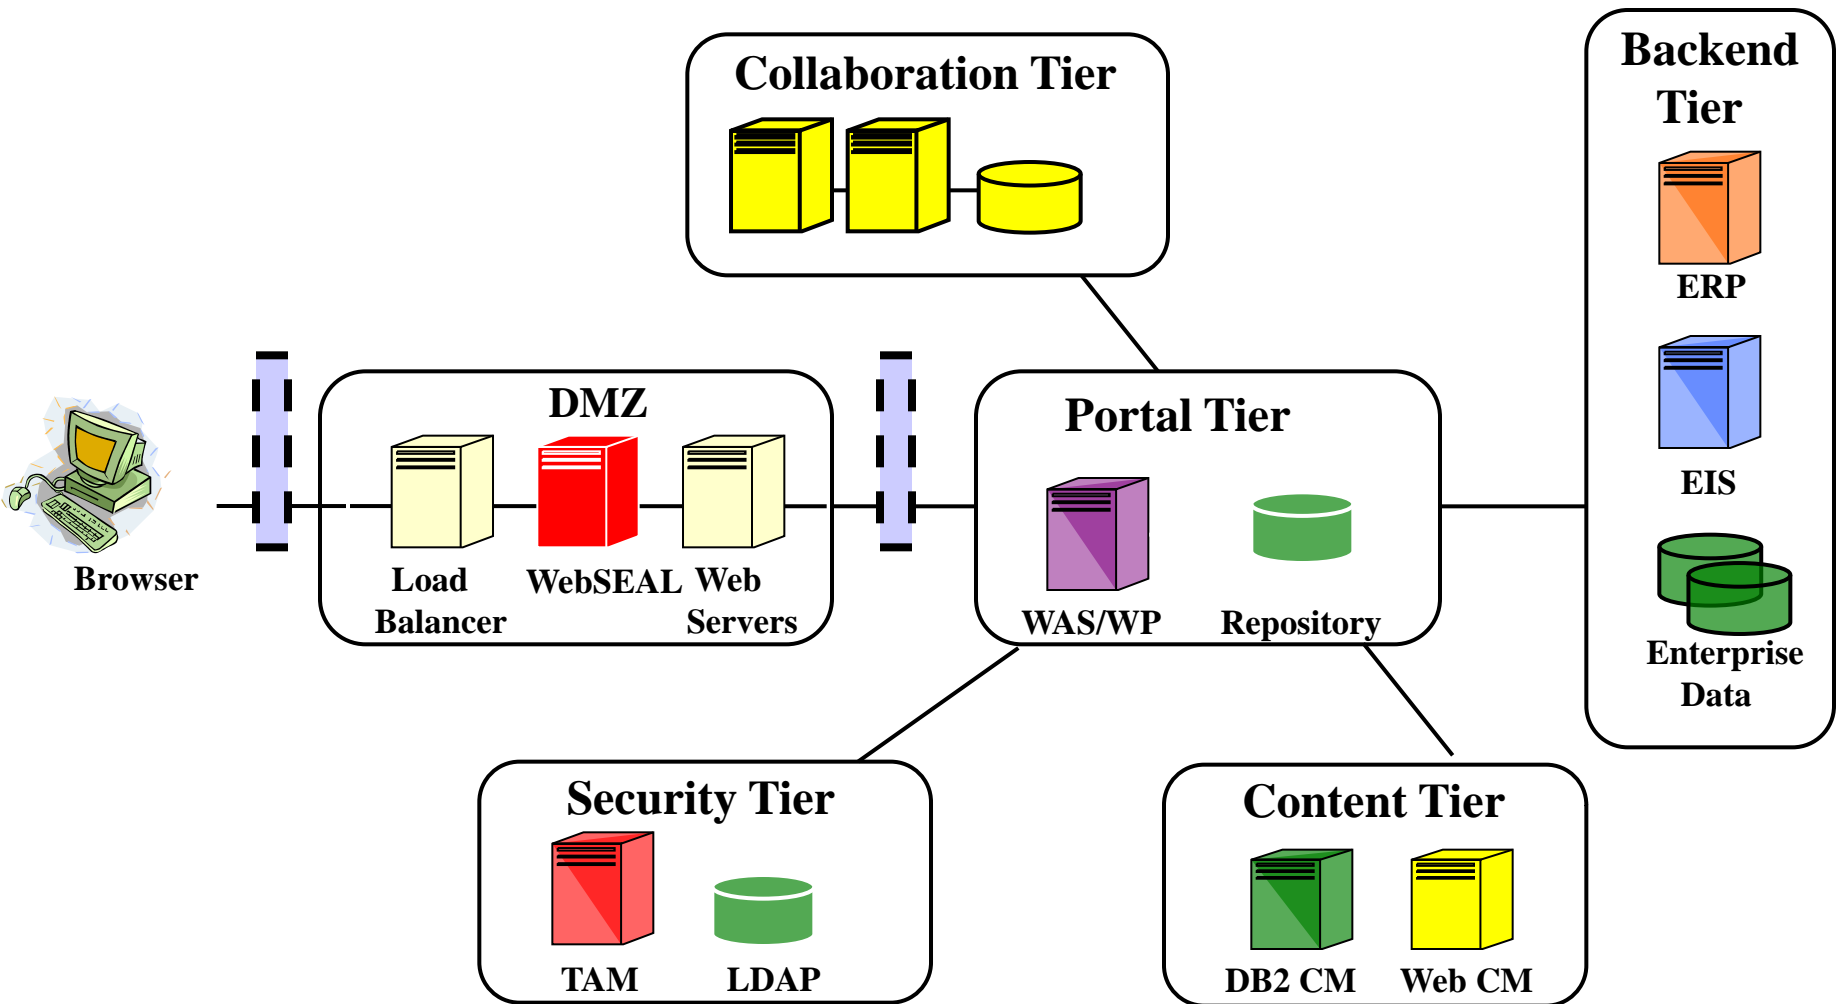 Collaboration Tier
Backend
Tier
ERP
EIS
Enterprise
Data
Browser
DMZ
Load
Balancer
WebSEAL
Web
Servers
Portal Tier
WAS/WP
Repository
Security Tier
TAM
LDAP
Content Tier
DB2 CM
Web CM